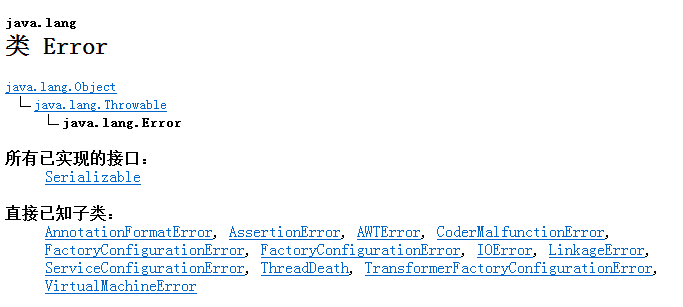 java.lang
类 Error
java.lang.Object
java.lang.Throwable
java.lang.Error
所有已实现的接口：
Serializable
直接已知子类：
AnnotationFormatError, AssertionError, AWTError, CoderMalfunctionError,
FactoryConfigurationError, FactoryConfigurationError, IOError, LinkageError,
ServiceConfigurationError, ThreadDeath, TransformerFactoryConfigurationError,
VirtualMachineError